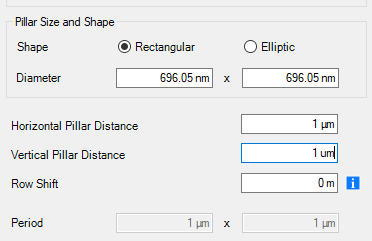 Pillar Size and Shape
Shape Rectangular Elliptic
Diameter 696.05 nm x 696.05 nm
Horizontal Pillar Distance 1 µm
Vertical Pillar Distance 1 um
Row Shift 0 m i
Period 1 µm x 1 µm